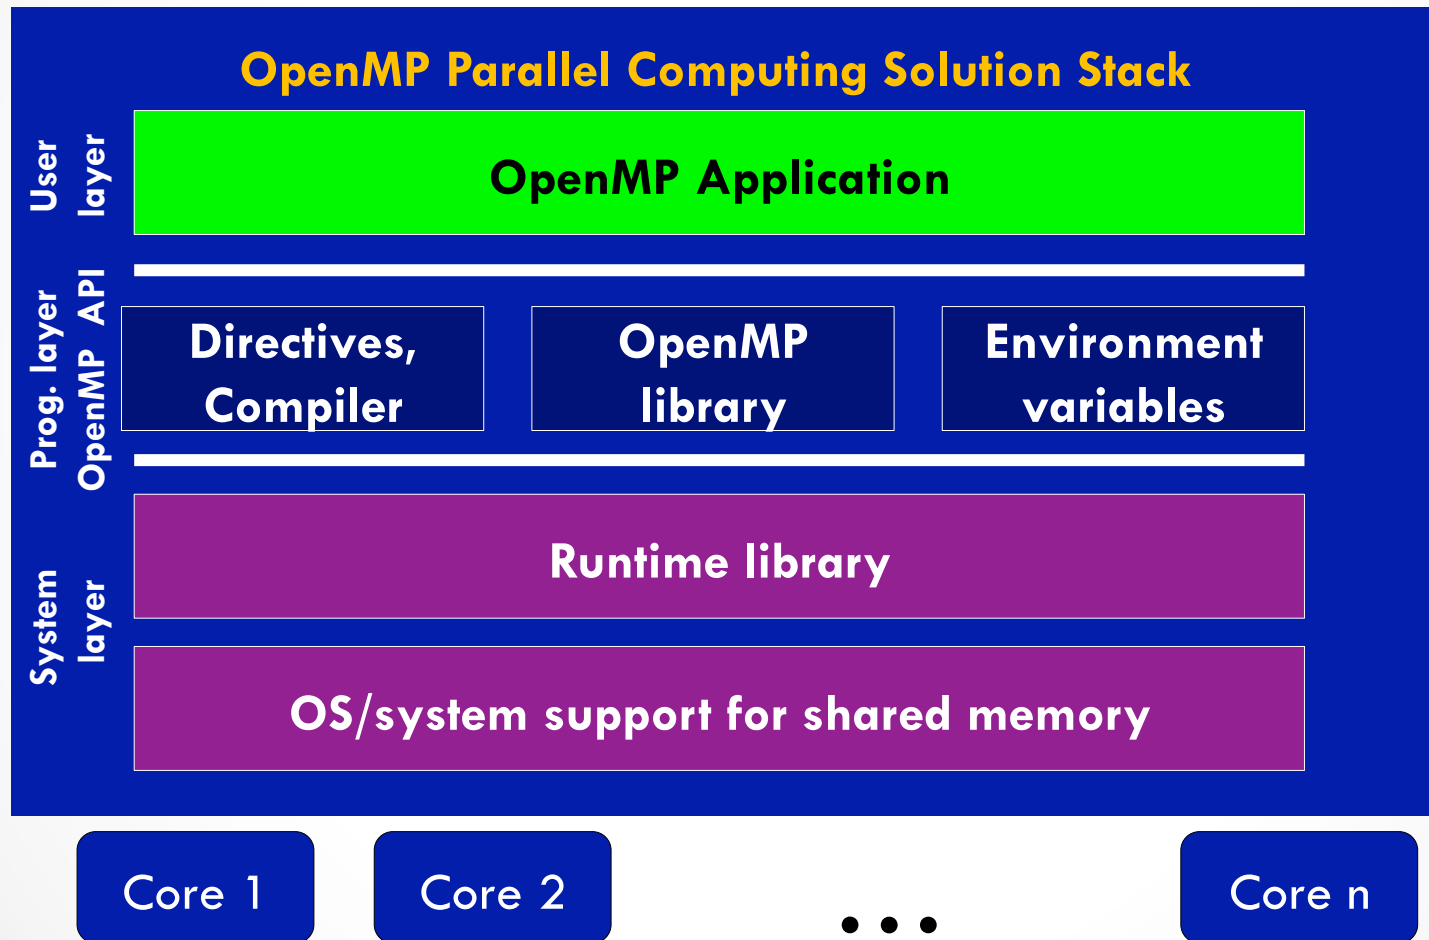 OpenMP Parallel Computing Solution Stack
User
layer
OpenMP Application
Prog. layer
OpenMP API
Directives,
Compiler
OpenMP
library
Environment
variables
System
layer
Runtime library
OS/system support for shared memory
Core 1
Core 2
...
Core n